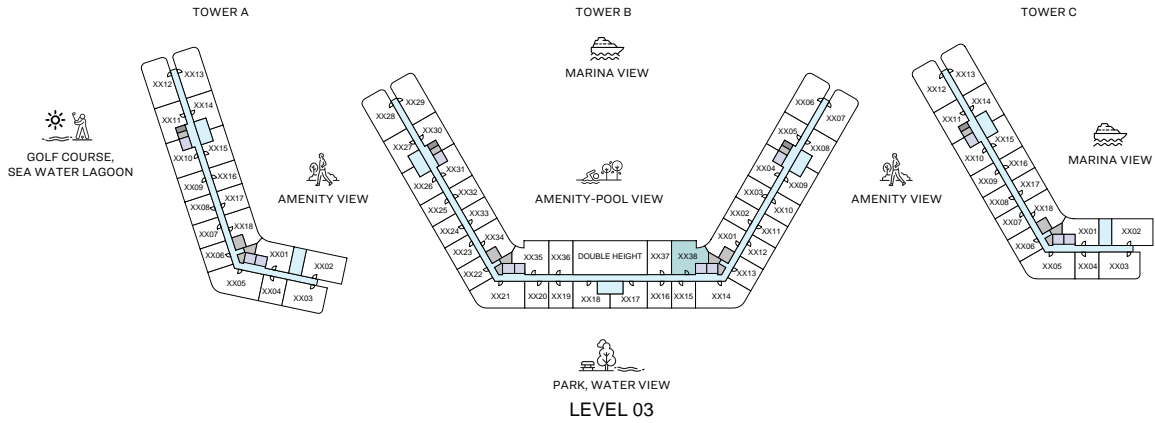 TOWER A
TOWER B
TOWER C
MARINA VIEW
GOLF COURSE,
SEA WATER LAGOON
AMENITY VIEW
AMENITY-POOL VIEW
AMENITY VIEW
MARINA VIEW
XX12
XX13
XX14
XX11
XX15
XX10
XX16
XX09
XX17
XX08
XX18
XX07
XX06
XX01
XX02
XX05
XX04
XX03
XX28
XX29
XX30
XX27
XX31
XX26
XX32
XX25
XX33
XX24
XX34
XX23
XX22
XX21
XX35
XX36
DOUBLE HEIGHT
XX37
XX38
XX20
XX19
XX18
XX17
XX16
XX15
XX14
XX06
XX07
XX05
XX08
XX04
XX09
XX03
XX10
XX02
XX11
XX01
XX12
XX13
XX12
XX13
XX14
XX11
XX15
XX10
XX16
XX09
XX17
XX08
XX18
XX07
XX06
XX01
XX02
XX05
XX04
XX03
PARK, WATER VIEW
LEVEL 03